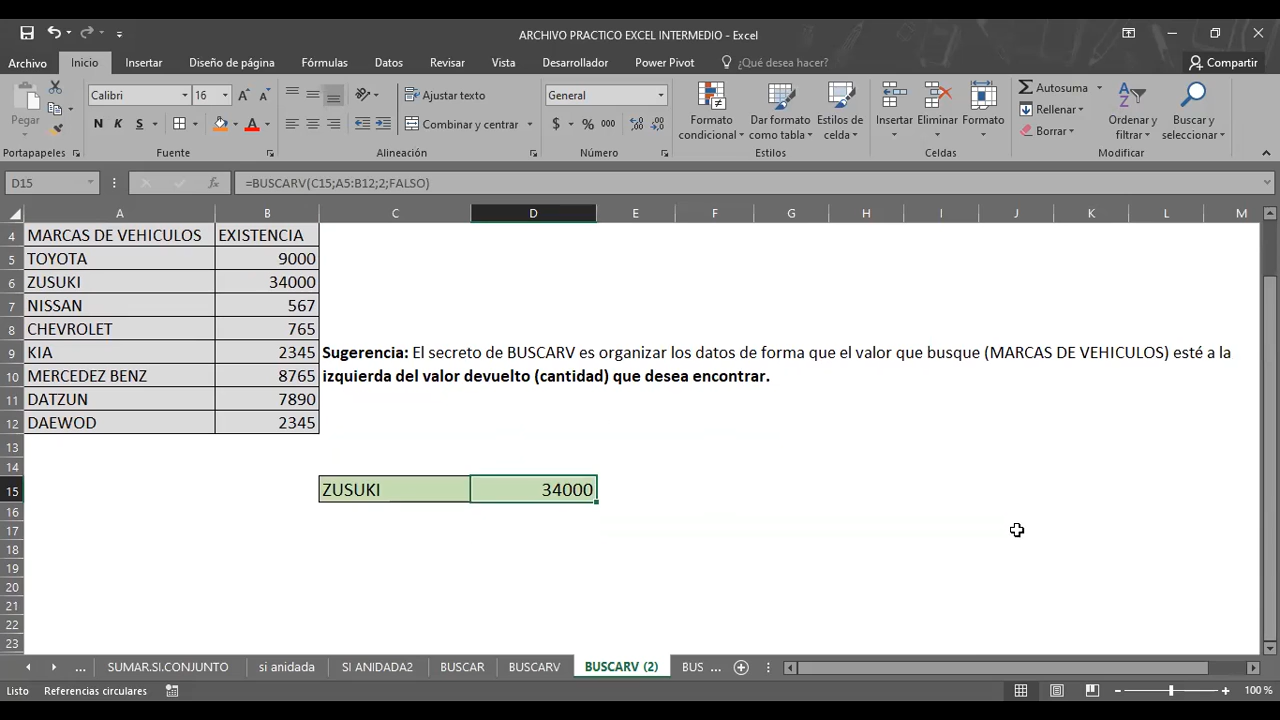 ARCHIVO PRACTICO EXCEL INTERMEDIO - Excel
Archivo Inicio Insertar Diseño de página Fórmulas Datos Revisar Vista Desarrollador Power Pivot ¿Qué desea hacer? Compartir
Pegar
Portapapeles
Calibri 16
N K S
Fuente
Ajustar texto
Combinar y centrar
Alineación
General
$ % 000
Número
Formato condicional
Dar formato como tabla
Estilos de celda
Estilos
Insertar Eliminar Formato
Celdas
Autosuma
Rellenar
Borrar
Ordenar y filtrar
Buscar y seleccionar
Modificar
D15 fx =BUSCARV(C15;A5:B12;2;FALSO)
A B C D E F G H I J K L M
4 MARCAS DE VEHICULOS EXISTENCIA
5 TOYOTA 9000
6 ZUSUKI 34000
7 NISSAN 567
8 CHEVROLET 765
9 KIA 2345 Sugerencia: El secreto de BUSCARV es organizar los datos de forma que el valor que busque (MARCAS DE VEHICULOS) esté a la
10 MERCEDEZ BENZ 8765 izquierda del valor devuelto (cantidad) que desea encontrar.
11 DATZUN 7890
12 DAEWOD 2345
13
14
15 ZUSUKI 34000
16
17
18
19
20
21
22
23
... SUMAR.SI.CONJUNTO si anidada SI ANIDADA2 BUSCAR BUSCARV BUSCARV (2) BUS ...
Listo Referencias circulares 100 %